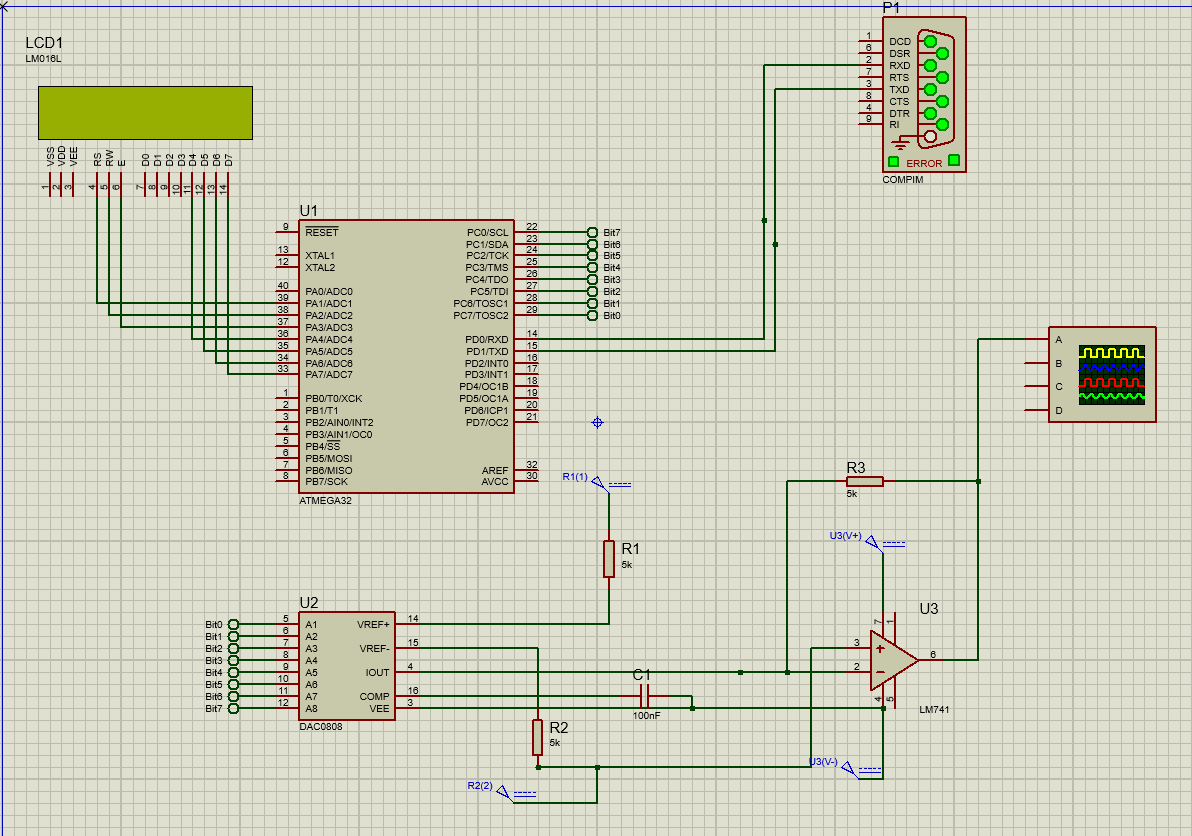 P1
COMPIM
1 DCD
6 DSR
2 RXD
7 RTS
3 TXD
8 CTS
4 DTR
9 RI
ERROR
LCD1
LM016L
VSS VDD VEE RS RW E D0 D1 D2 D3 D4 D5 D6 D7
1 2 3 4 5 6 7 8 9 10 11 12 13 14
U1
9 RESET
13 XTAL1
12 XTAL2
40 PA0/ADC0
39 PA1/ADC1
38 PA2/ADC2
37 PA3/ADC3
36 PA4/ADC4
35 PA5/ADC5
34 PA6/ADC6
33 PA7/ADC7
1 PB0/T0/XCK
2 PB1/T1
3 PB2/AIN0/INT2
4 PB3/AIN1/OC0
5 PB4/SS
6 PB5/MOSI
7 PB6/MISO
8 PB7/SCK
PC0/SCL 22 Bit7
PC1/SDA 23 Bit6
PC2/TCK 24 Bit5
PC3/TMS 25 Bit4
PC4/TDO 26 Bit3
PC5/TDI 27 Bit2
PC6/TOSC1 28 Bit1
PC7/TOSC2 29 Bit0
PD0/RXD 14
PD1/TXD 15
PD2/INT0 16
PD3/INT1 17
PD4/OC1B 18
PD5/OC1A 19
PD6/ICP1 20
PD7/OC2 21
AREF 32
AVCC 30
ATMEGA32
A
B
C
D
R1(1)
R1
5k
R3
5k
U3(V+)
U3
7 1
3
2
6
4 5
LM741
U3(V-)
U2
Bit0 5 A1
Bit1 6 A2
Bit2 7 A3
Bit3 8 A4
Bit4 9 A5
Bit5 10 A6
Bit6 11 A7
Bit7 12 A8
VREF+ 14
VREF- 15
IOUT 4
COMP 16
VEE 3
DAC0808
C1
100nF
R2
5k
R2(2)